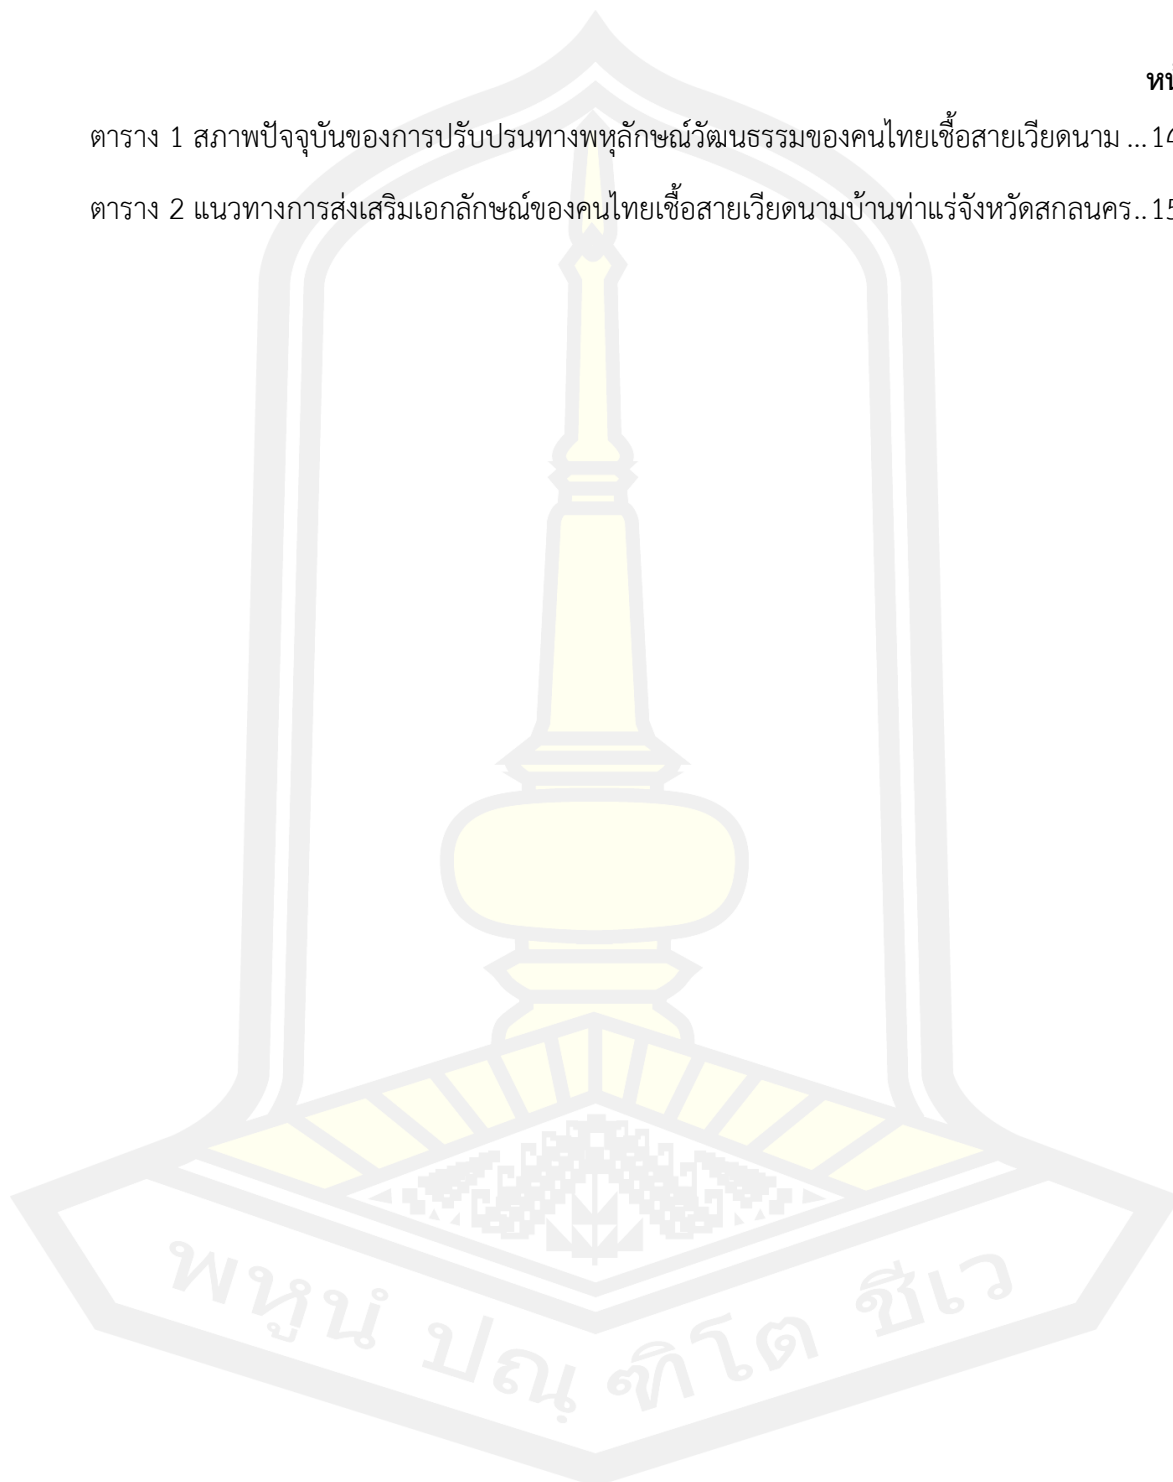 ตาราง 1 สภาพปัจจุบันของการปรับปรนทางพหุลักษณ์วัฒนธรรมของคนไทยเชื้อสายเวียดนาม ...
ตาราง 2 แนวทางการส่งเสริมเอกลักษณ์ของคนไทยเชื้อสายเวียดนามบ้านท่าแร่จังหวัดสกลนคร..
พหูนํ ปณฺฑิโต ชีเว